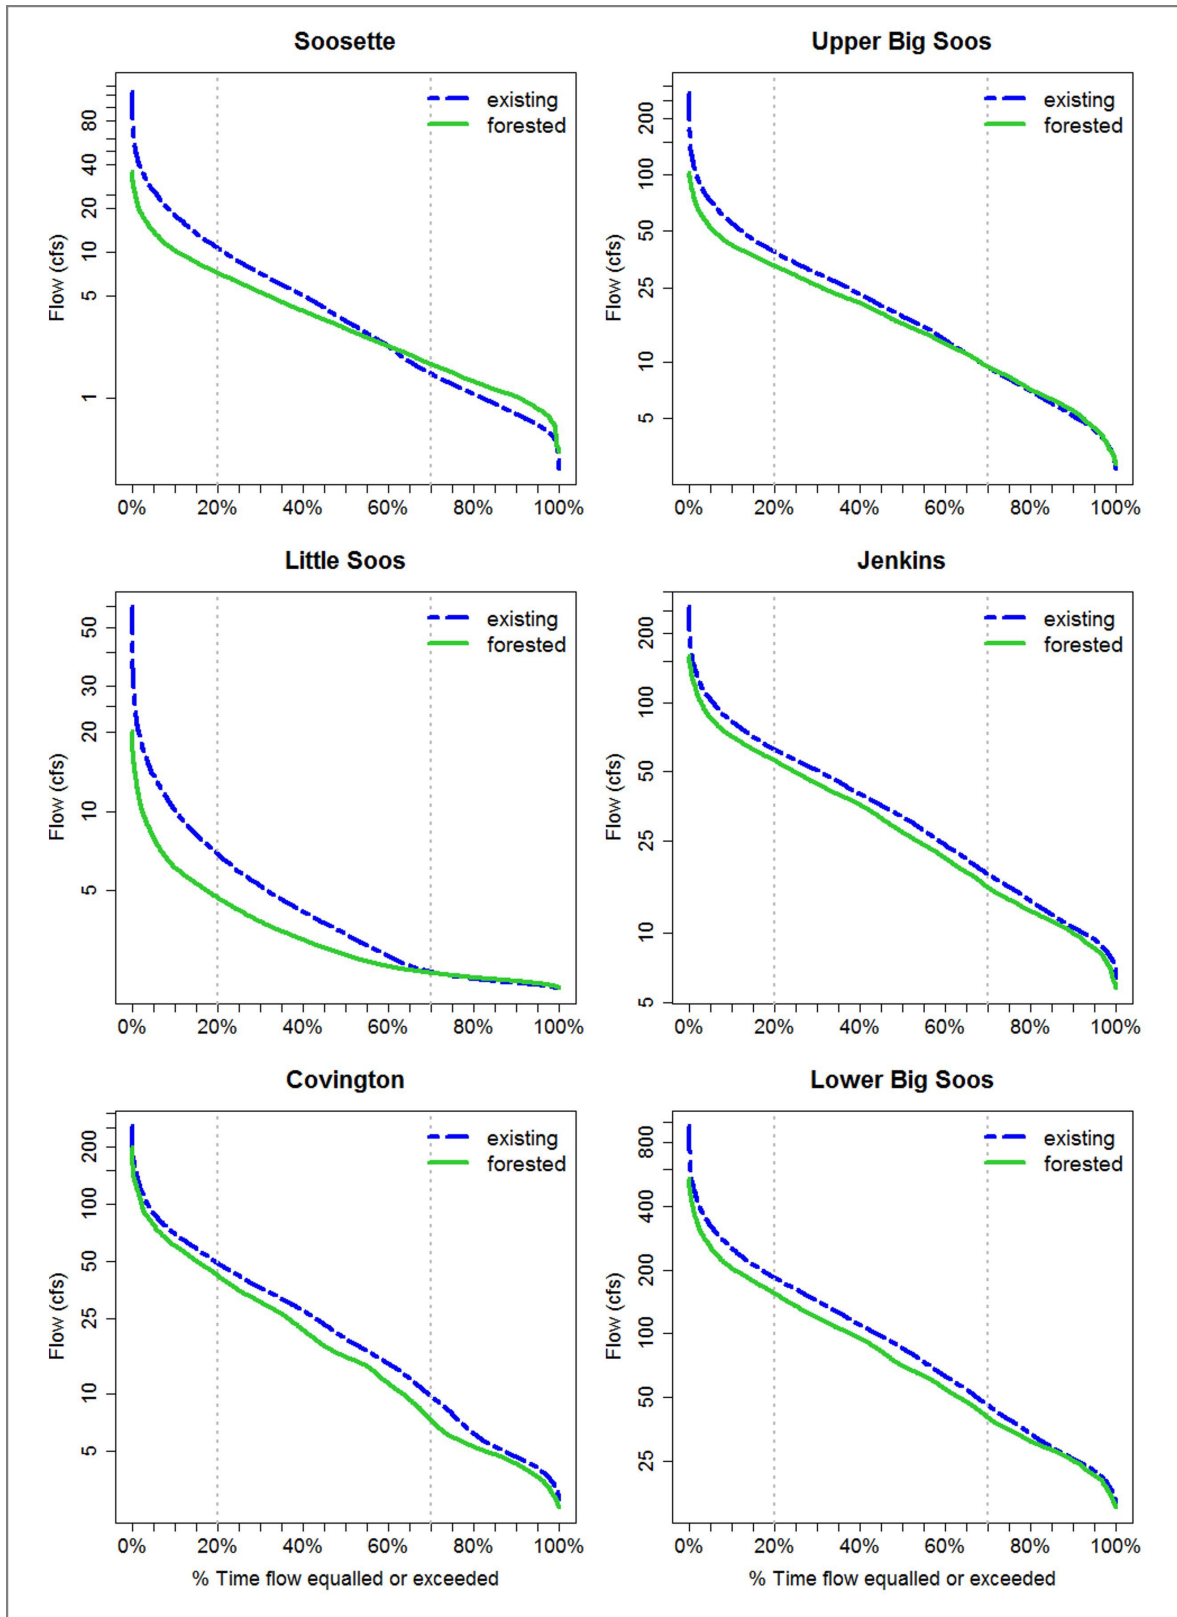 Soosette
Upper Big Soos
existing
forested
existing
forested
Flow (cfs)
80
40
20
10
5
1
Flow (cfs)
200
100
50
25
10
5
0% 20% 40% 60% 80% 100%
0% 20% 40% 60% 80% 100%
Little Soos
Jenkins
existing
forested
existing
forested
Flow (cfs)
50
30
20
10
5
Flow (cfs)
200
100
50
25
10
5
0% 20% 40% 60% 80% 100%
0% 20% 40% 60% 80% 100%
Covington
Lower Big Soos
existing
forested
existing
forested
Flow (cfs)
200
100
50
25
10
5
Flow (cfs)
800
400
200
100
50
25
0% 20% 40% 60% 80% 100%
0% 20% 40% 60% 80% 100%
% Time flow equalled or exceeded
% Time flow equalled or exceeded